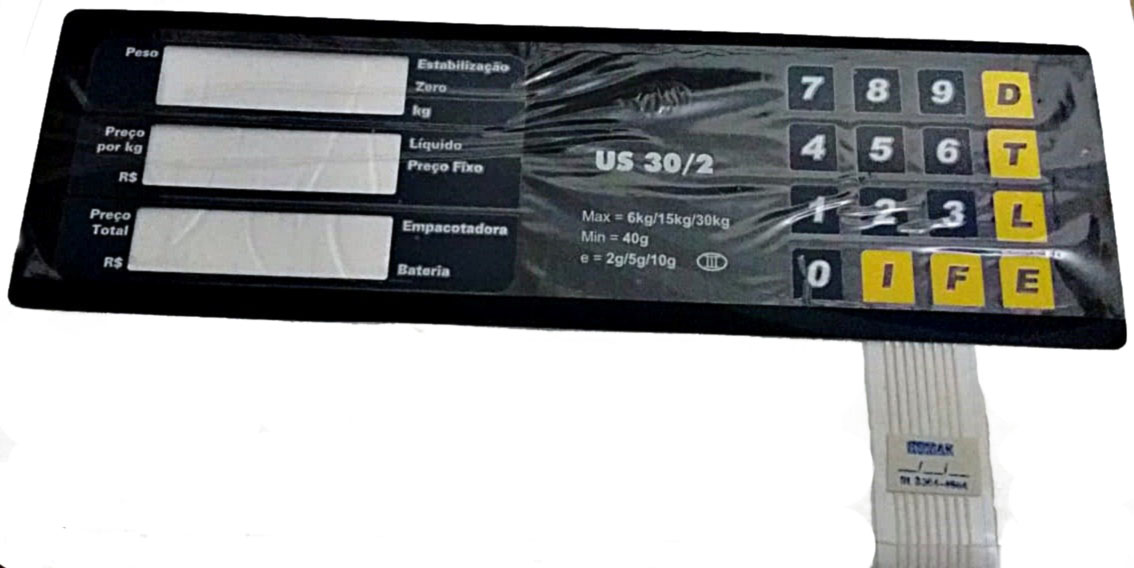 Peso
Estabilização
Zero
kg
Preço
por kg
R$
Líquido
Preço Fixo
Preço
Total
R$
Empacotadora
Bateria
US 30/2
Max = 6kg/15kg/30kg
Min = 40g
e = 2g/5g/10g III
7 8 9 D
4 5 6 T
1 2 3 L
0 I F E